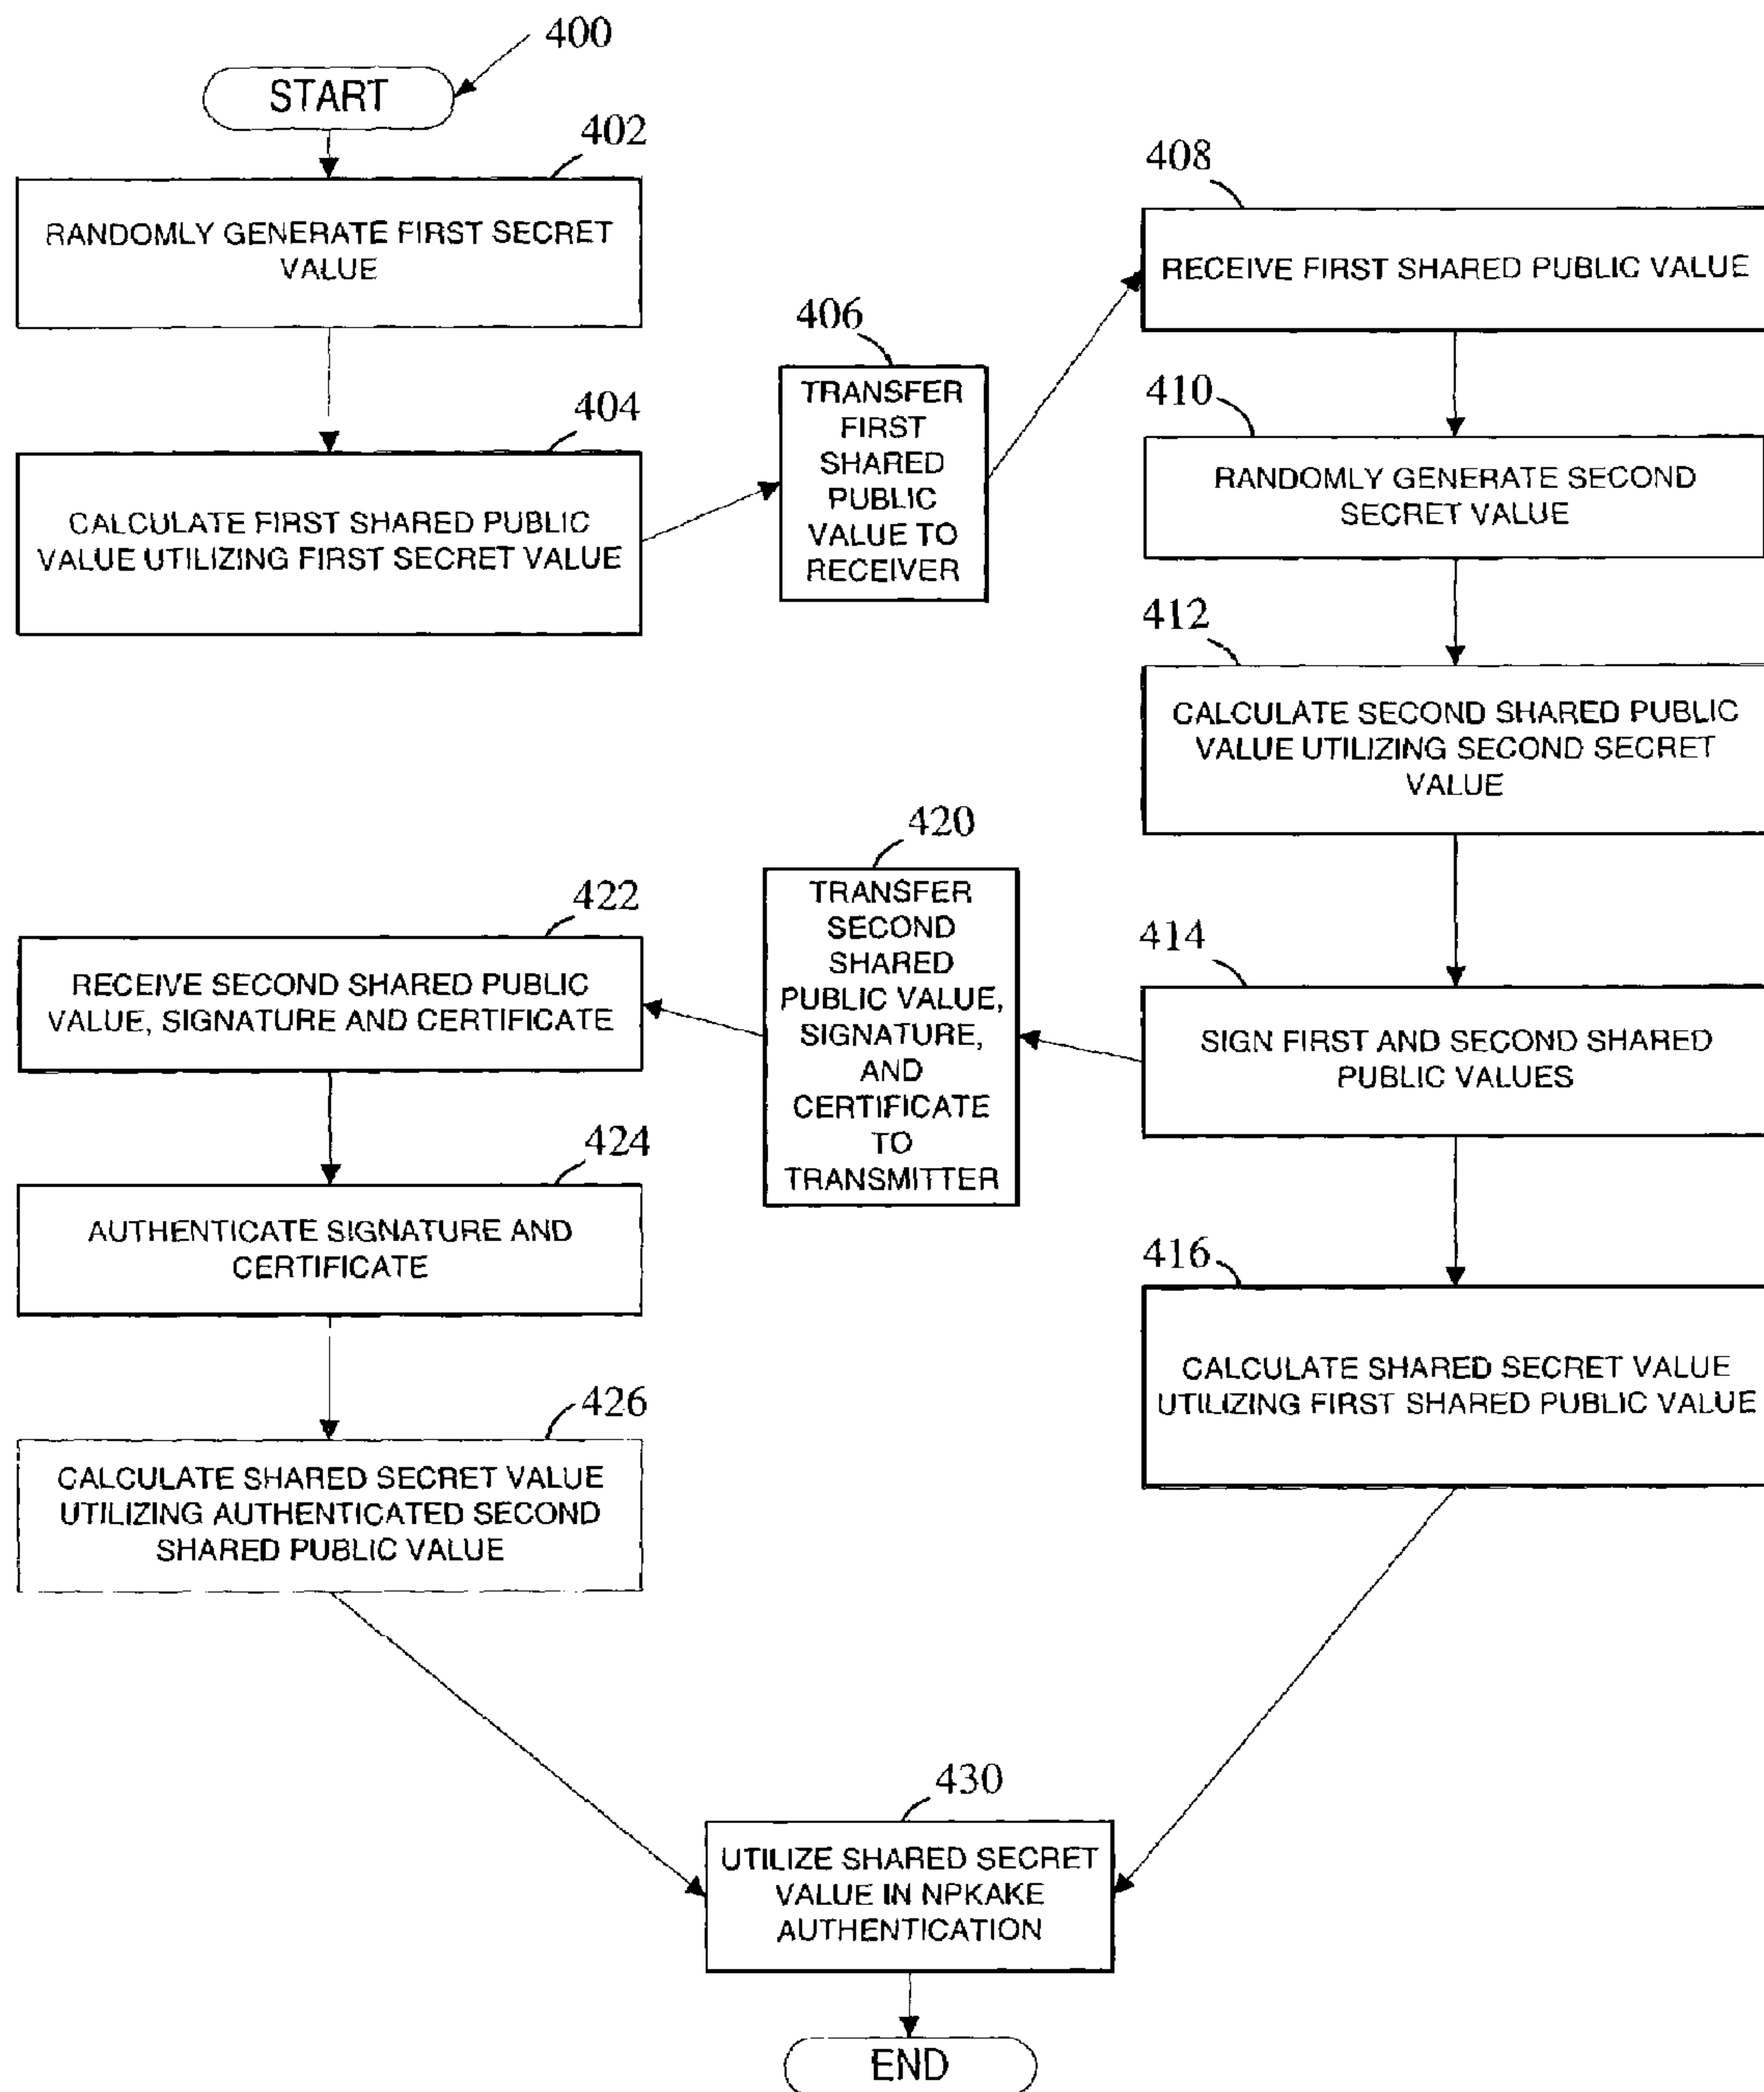 400
START
402
RANDOMLY GENERATE FIRST SECRET
VALUE
404
CALCULATE FIRST SHARED PUBLIC
VALUE UTILIZING FIRST SECRET VALUE
406
TRANSFER
FIRST
SHARED
PUBLIC
VALUE TO
RECEIVER
408
RECEIVE FIRST SHARED PUBLIC VALUE
410
RANDOMLY GENERATE SECOND
SECRET VALUE
412
CALCULATE SECOND SHARED PUBLIC
VALUE UTILIZING SECOND SECRET
VALUE
414
SIGN FIRST AND SECOND SHARED
PUBLIC VALUES
416
CALCULATE SHARED SECRET VALUE
UTILIZING FIRST SHARED PUBLIC VALUE
420
TRANSFER
SECOND
SHARED
PUBLIC VALUE,
SIGNATURE,
AND
CERTIFICATE
TO
TRANSMITTER
422
RECEIVE SECOND SHARED PUBLIC
VALUE, SIGNATURE AND CERTIFICATE
424
AUTHENTICATE SIGNATURE AND
CERTIFICATE
426
CALCULATE SHARED SECRET VALUE
UTILIZING AUTHENTICATED SECOND
SHARED PUBLIC VALUE
430
UTILIZE SHARED SECRET
VALUE IN NPKAKE
AUTHENTICATION
END